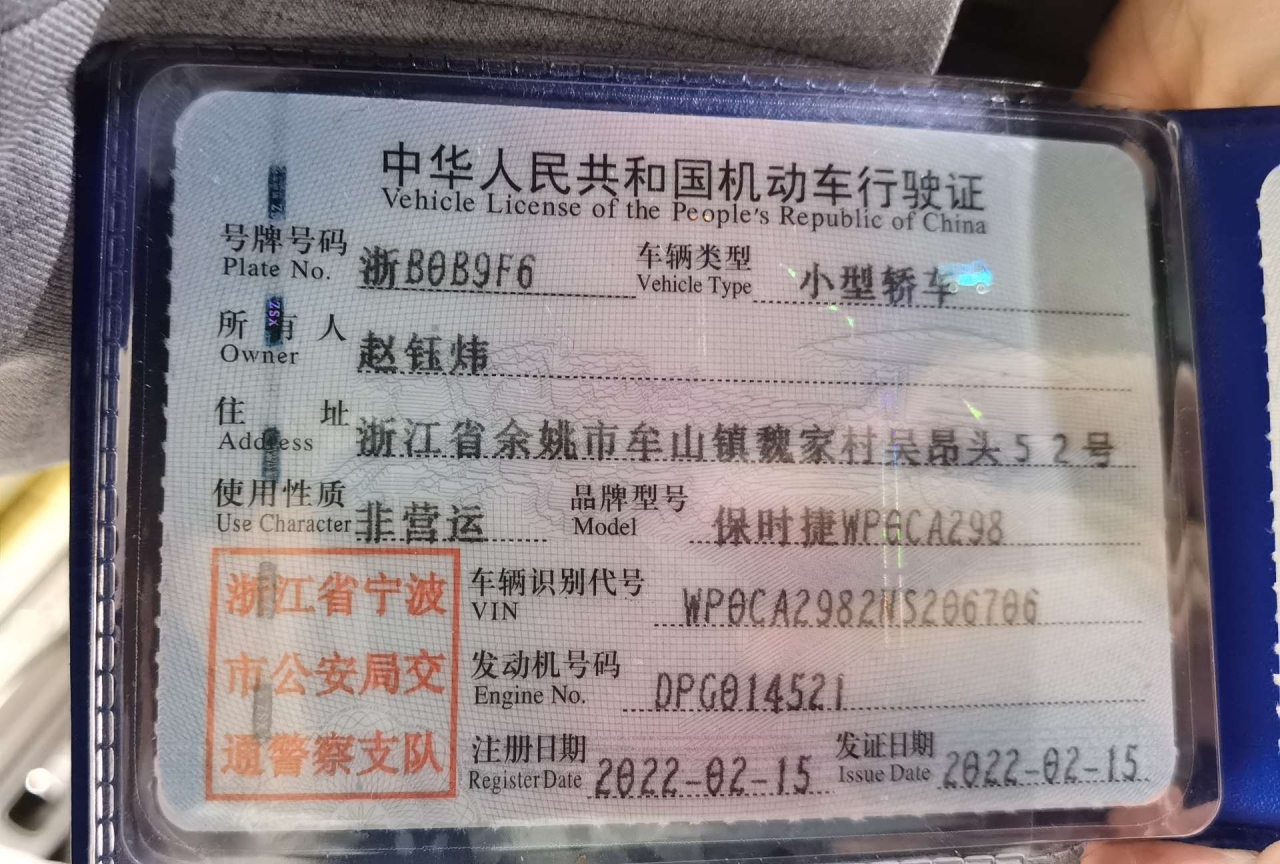 中华人民共和国机动车行驶证
Vehicle License of the People's Republic of China
号牌号码 浙B0B9F6 车辆类型 小型轿车
Plate No. Vehicle Type
所有人 赵钰炜
Owner
住址 浙江省余姚市牟山镇魏家村吴昂头52号
Address
使用性质 非营运 品牌型号 保时捷WP0CA298
Use Character Model
浙江省宁波
市公安局交
通警察支队
车辆识别代号 WP0CA2982NS206706
VIN
发动机号码 DPG014521
Engine No.
注册日期 2022-02-15 发证日期 2022-02-15
Register Date Issue Date